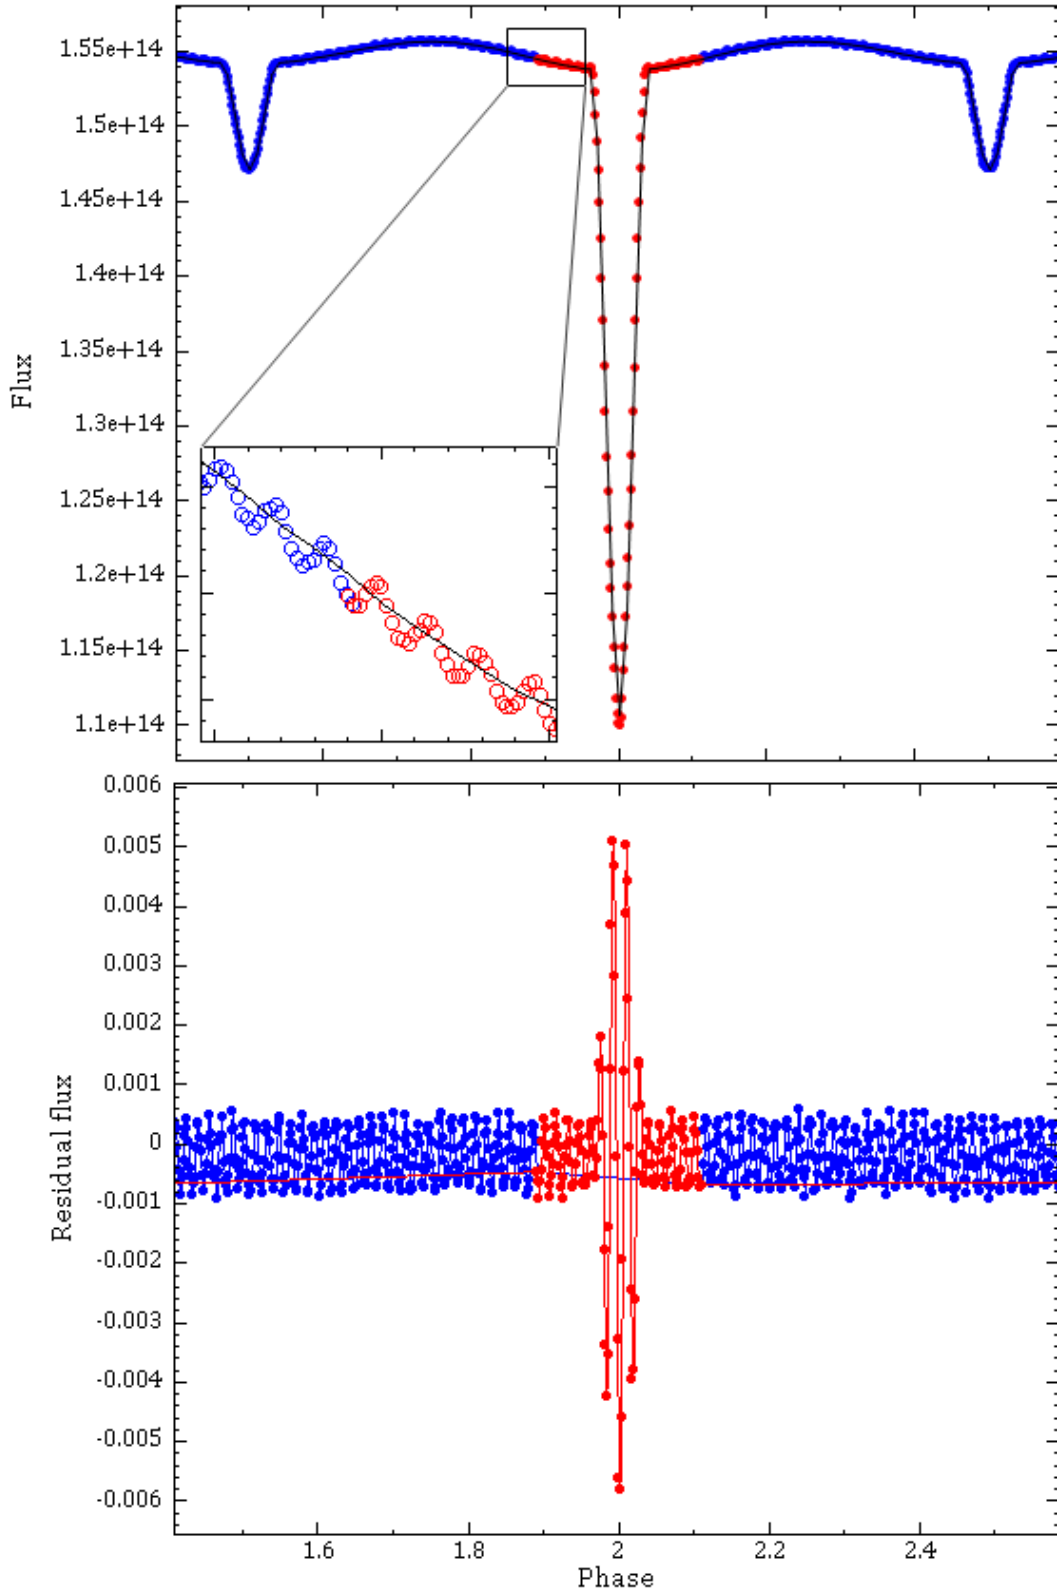 1.55e+14
1.5e+14
1.45e+14
1.4e+14
1.35e+14
1.3e+14
1.25e+14
1.2e+14
1.15e+14
1.1e+14
Flux
0.006
0.005
0.004
0.003
0.002
0.001
0
-0.001
-0.002
-0.003
-0.004
-0.005
-0.006
Residual flux
1.6
1.8
2
2.2
2.4
Phase